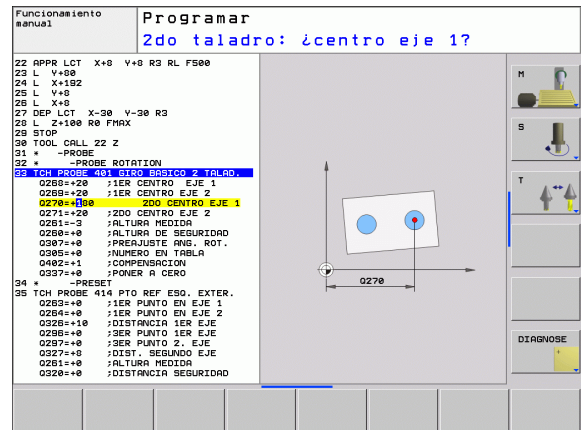 Funcionamiento
manual
Programar
2do taladro: ¿centro eje 1?
22 APPR LCT X+8 Y+8 R3 RL F500
23 L Y+80
24 L X+192
25 L Y+8
26 L X+8
27 DEP LCT X-30 Y-30 R3
28 L Z+100 R0 FMAX
29 STOP
30 TOOL CALL 22 Z
31 * -PROBE
32 * -PROBE ROTATION
33 TCH PROBE 401 GIRO BASICO 2 TALAD.
Q268=+20 ;1ER CENTRO EJE 1
Q269=+20 ;1ER CENTRO EJE 2
Q270=+180 2DO CENTRO EJE 1
Q271=+20 ;2DO CENTRO EJE 2
Q261=-3 ;ALTURA MEDIDA
Q260=+0 ;ALTURA DE SEGURIDAD
Q307=+0 ;PREAJUSTE ANG. ROT.
Q305=+0 ;NUMERO EN TABLA
Q402=+1 ;COMPENSACION
Q337=+0 ;PONER A CERO
34 * -PRESET
35 TCH PROBE 414 PTO REF ESQ. EXTER.
Q263=+0 ;1ER PUNTO EN EJE 1
Q264=+0 ;1ER PUNTO EN EJE 2
Q326=+10 ;DISTANCIA 1ER EJE
Q296=+0 ;3ER PUNTO 1ER EJE
Q297=+0 ;3ER PUNTO 2. EJE
Q327=+8 ;DIST. SEGUNDO EJE
Q261=+0 ;ALTURA MEDIDA
Q320=+0 ;DISTANCIA SEGURIDAD
Q270
M
S
T
DIAGNOSE